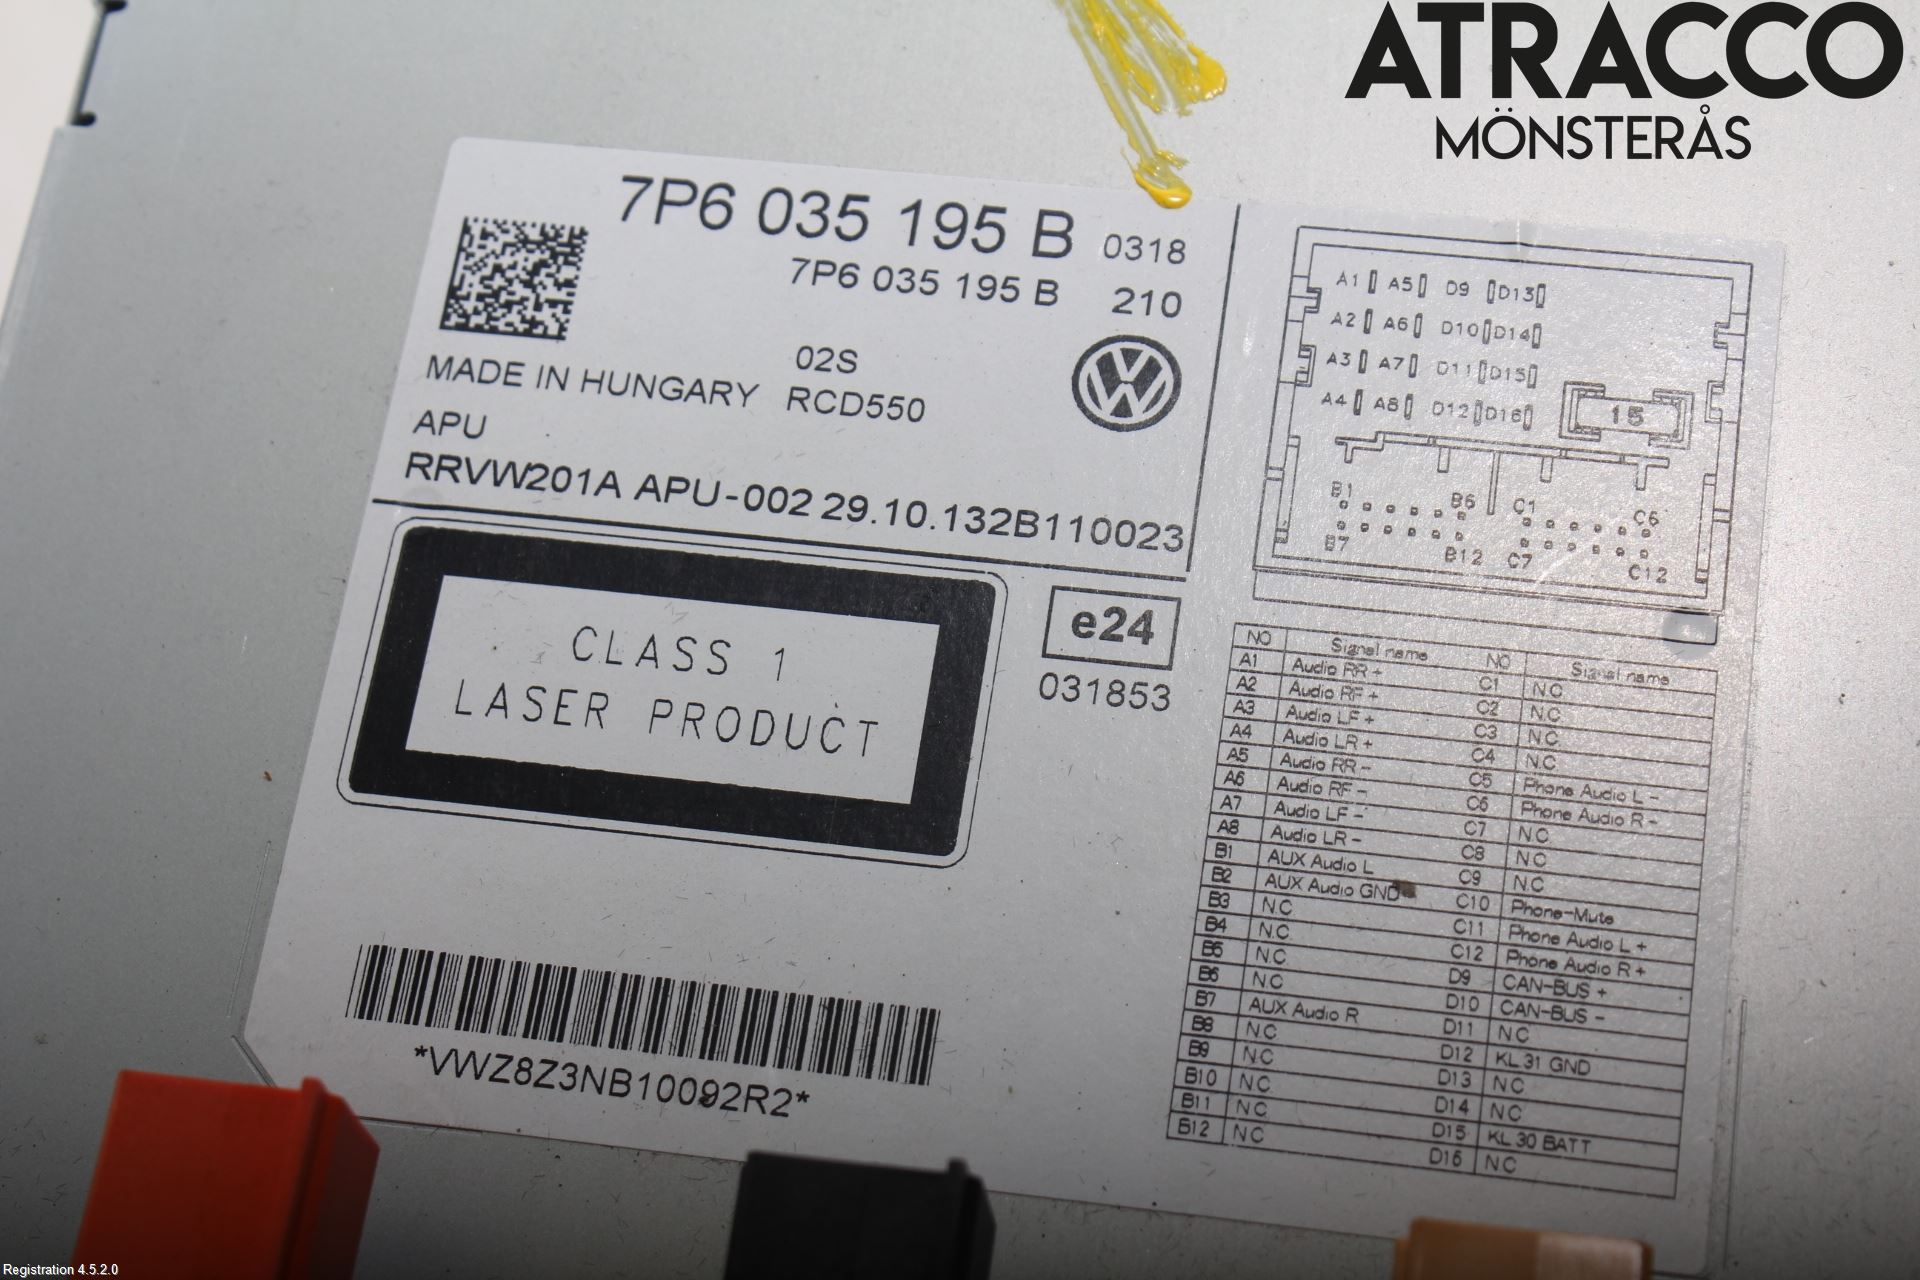 ATRACCO
MÖNSTERÅS
7P6 035 195 B 0318
7P6 035 195 B 210
02S
MADE IN HUNGARY RCD550
APU
RRVW201A APU-002 29.10.132B110023
CLASS 1
LASER PRODUCT
e24
031853
*VWZ8Z3NB10092R2*
A1 A5 D9 D13
A2 A6 D10 D14
A3 A7 D11 D15
A4 A8 D12 D16
15
B1 B6 C1 C6
B7 B12 C7 C12
NO Signal name NO Signal name
A1 Audio RR + C1 N.C
A2 Audio RF + C2 N.C
A3 Audio LF + C3 N.C
A4 Audio LR + C4 N.C
A5 Audio RR - C5 Phone Audio L -
A6 Audio RF - C6 Phone Audio R -
A7 Audio LF - C7 N.C
A8 Audio LR - C8 N.C
B1 AUX Audio L C9 N.C
B2 AUX Audio GND C10 Phone-Mute
B3 N.C C11 Phone Audio L +
B4 N.C. C12 Phone Audio R +
B5 N.C D9 CAN-BUS +
B6 N.C D10 CAN-BUS -
B7 AUX Audio R D11 N.C
B8 N.C D12 KL 31 GND
B9 N.C D13 N.C
B10 N.C D14 N.C
B11 N.C D15 KL 30 BATT
B12 N.C D16 N.C
Registration 4.5.2.0